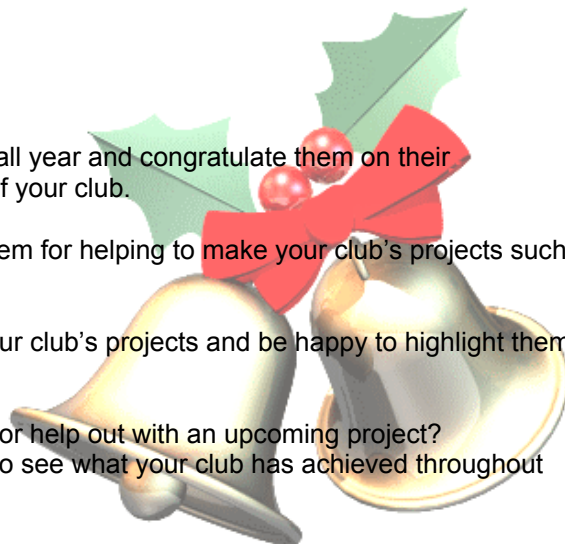 all year and congratulate them on their
f your club.
em for helping to make your club's projects such
ur club's projects and be happy to highlight them
or help out with an upcoming project?
o see what your club has achieved throughout